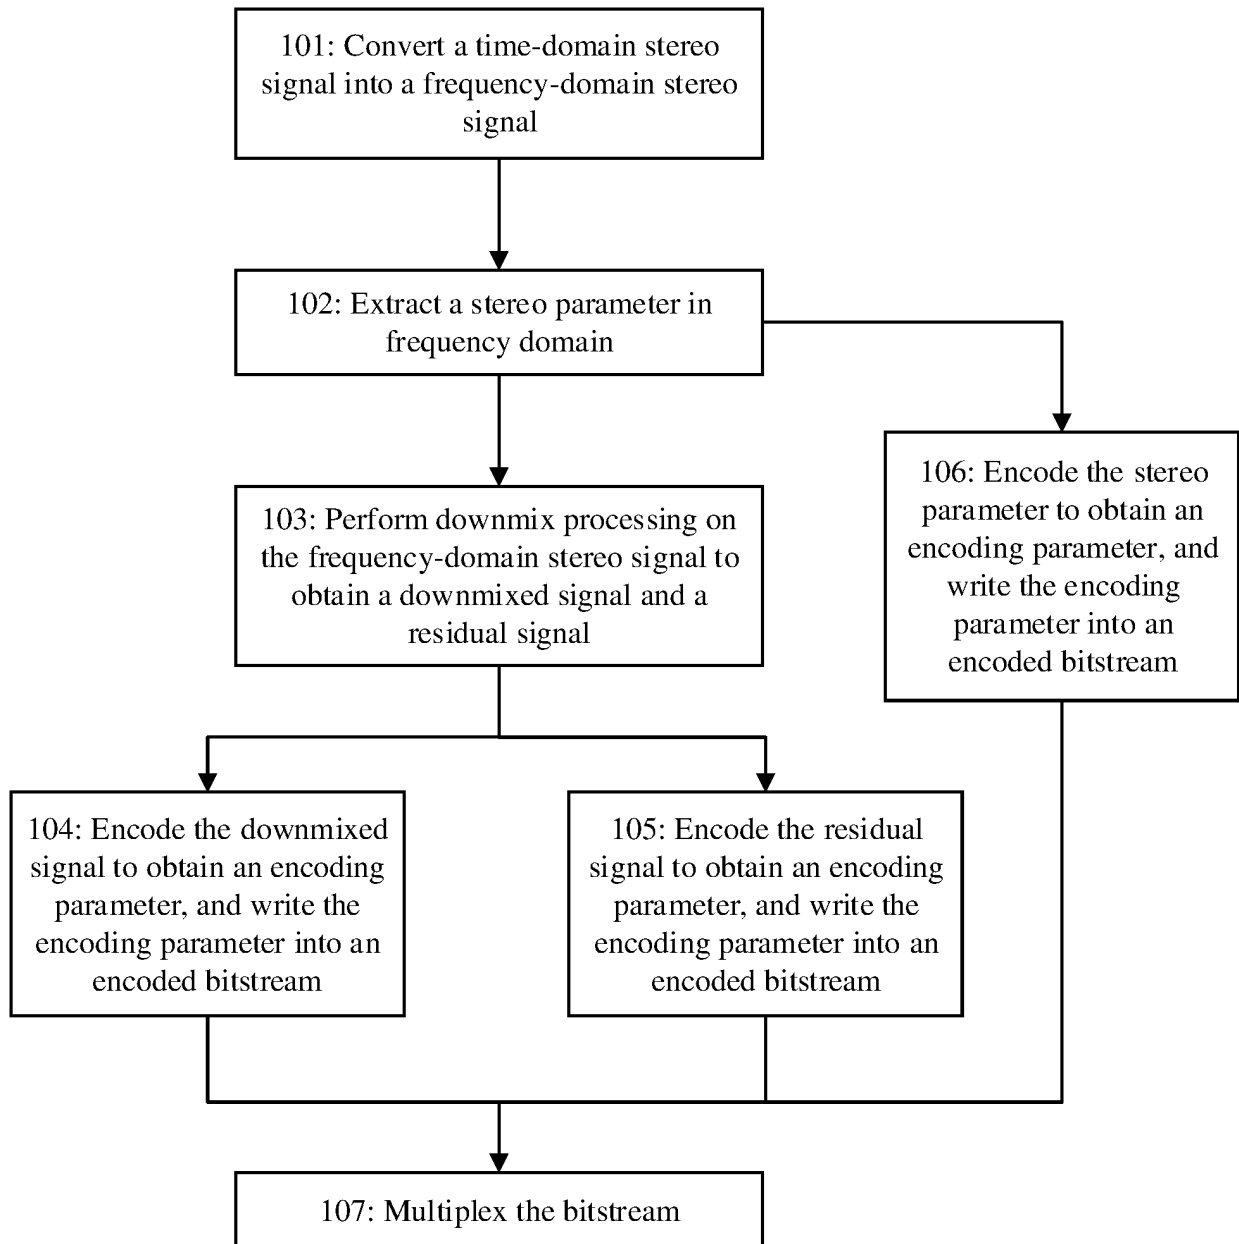 101: Convert a time-domain stereo
signal into a frequency-domain stereo
signal
102: Extract a stereo parameter in
frequency domain
103: Perform downmix processing on
the frequency-domain stereo signal to
obtain a downmixed signal and a
residual signal
106: Encode the stereo
parameter to obtain an
encoding parameter, and
write the encoding
parameter into an
encoded bitstream
104: Encode the downmixed
signal to obtain an encoding
parameter, and write the
encoding parameter into an
encoded bitstream
105: Encode the residual
signal to obtain an encoding
parameter, and write the
encoding parameter into an
encoded bitstream
107: Multiplex the bitstream